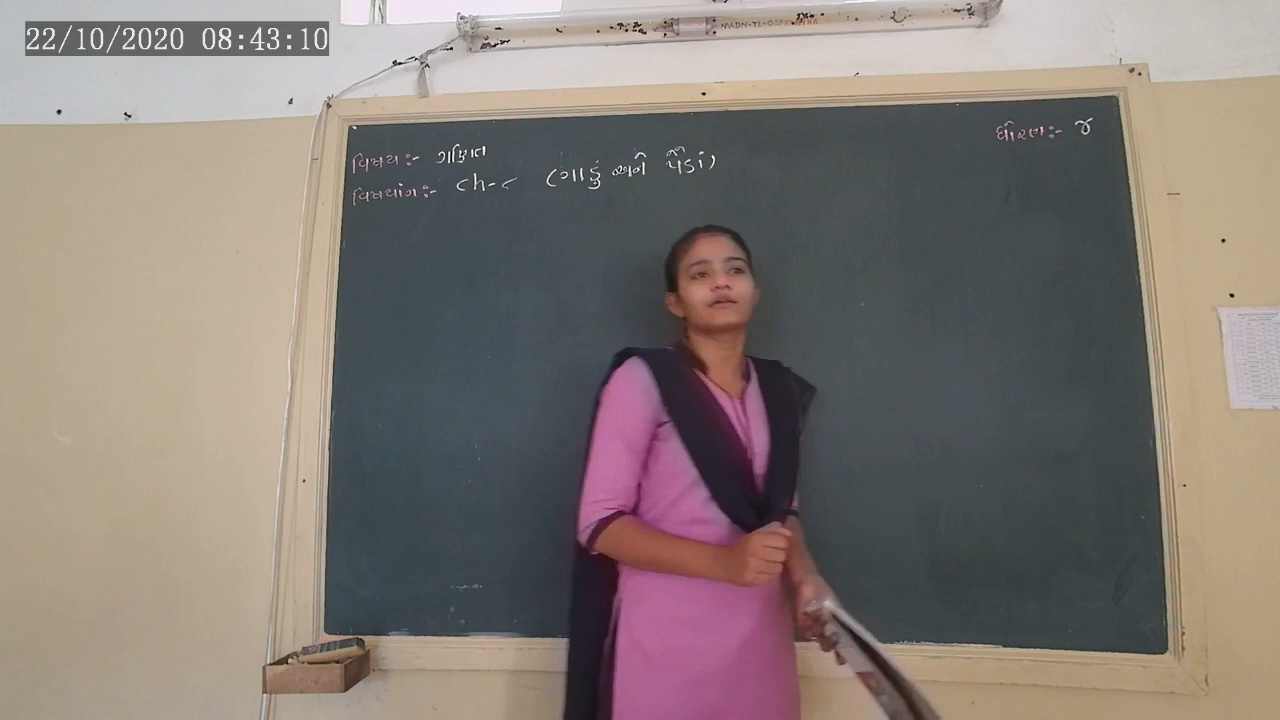 22/10/2020 08:43:10
વિષય:- ગણિત
ધોરણ:- ૪
વિષયાંગ:- ch-૮ (ગાડું અને પૈડાં)